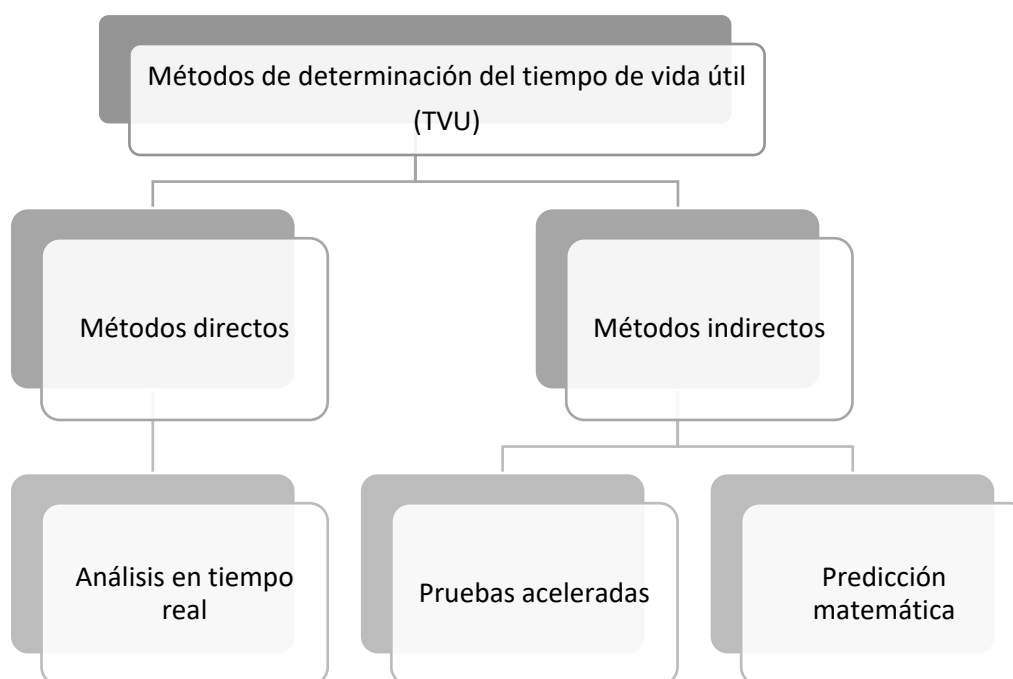 Métodos de determinación del tiempo de vida útil
(TVU)
Métodos directos
Métodos indirectos
Análisis en tiempo
real
Pruebas aceleradas
Predicción
matemática